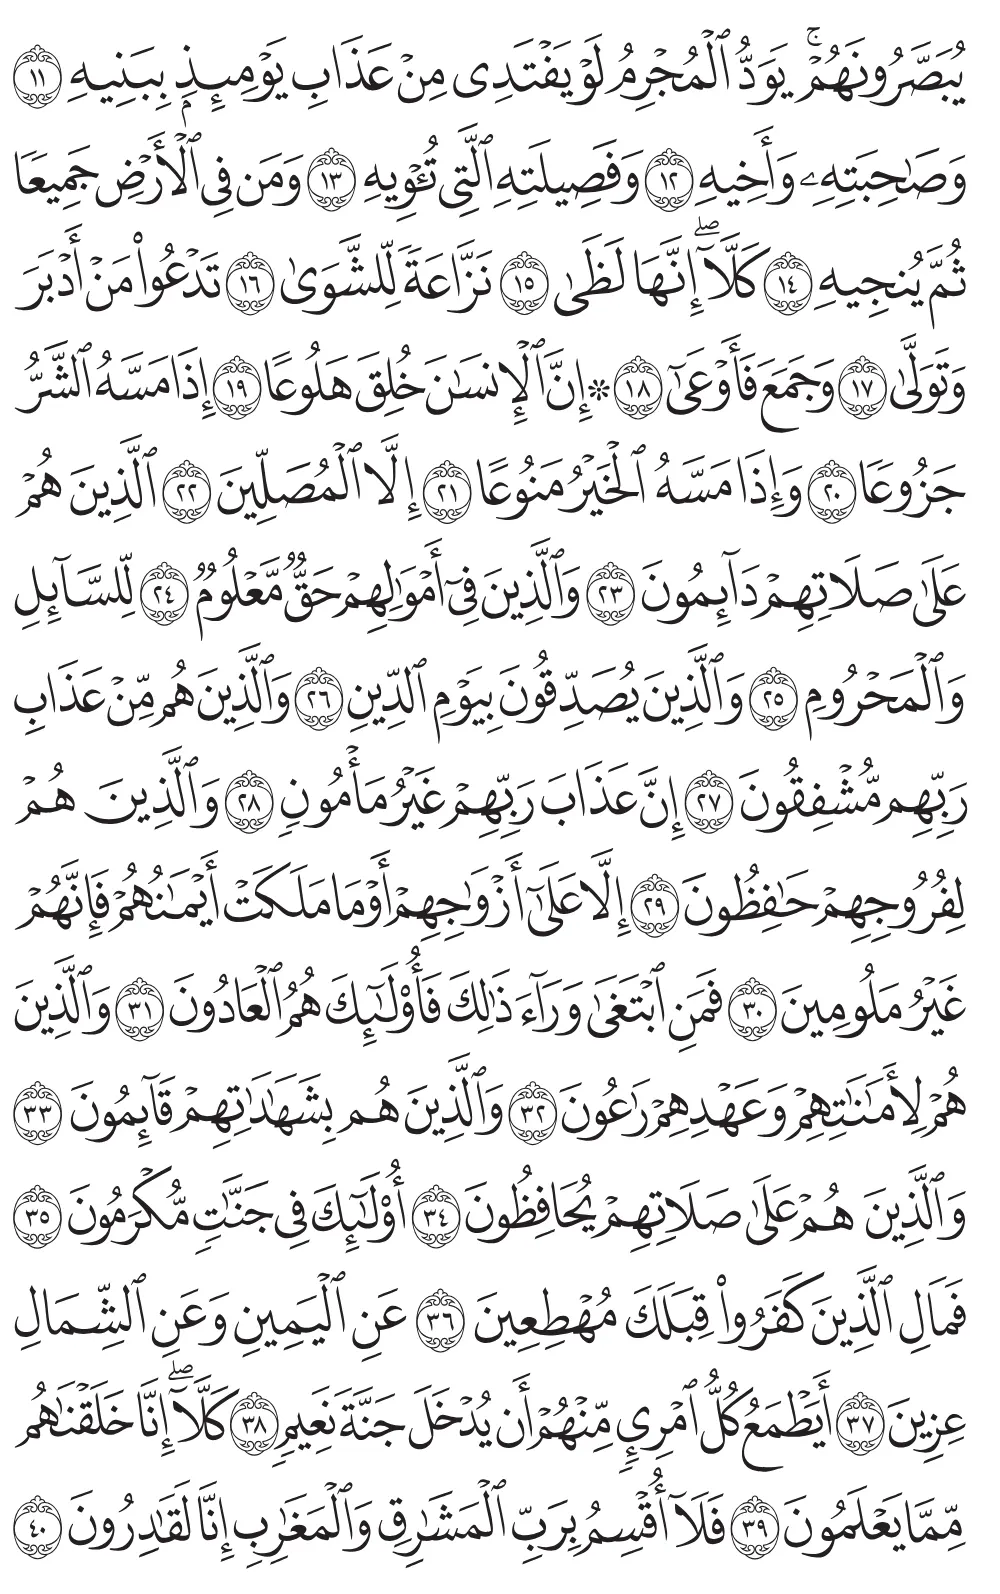 يُبَصَّرُونَهُمْۚ يَوَدُّ ٱلْمُجْرِمُ لَوْ يَفْتَدِى مِنْ عَذَابِ يَوْمِئِذٍۭ بِبَنِيهِ ١١
وَصَٰحِبَتِهِۦ وَأَخِيهِ ١٢ وَفَصِيلَتِهِ ٱلَّتِى تُـْٔوِيهِ ١٣ وَمَن فِى ٱلْأَرْضِ جَمِيعًا
ثُمَّ يُنجِيهِ ١٤ كَلَّآۖ إِنَّهَا لَظَىٰ ١٥ نَزَّاعَةً لِّلشَّوَىٰ ١٦ تَدْعُوا۟ مَنْ أَدْبَرَ
وَتَوَلَّىٰ ١٧ وَجَمَعَ فَأَوْعَىٰٓ ١٨ ۞ إِنَّ ٱلْإِنسَٰنَ خُلِقَ هَلُوعًا ١٩ إِذَا مَسَّهُ ٱلشَّرُّ
جَزُوعًا ٢٠ وَإِذَا مَسَّهُ ٱلْخَيْرُ مَنُوعًا ٢١ إِلَّا ٱلْمُصَلِّينَ ٢٢ ٱلَّذِينَ هُمْ
عَلَىٰ صَلَاتِهِمْ دَآئِمُونَ ٢٣ وَٱلَّذِينَ فِىٓ أَمْوَٰلِهِمْ حَقٌّ مَّعْلُومٌ ٢٤ لِّلسَّآئِلِ
وَٱلْمَحْرُومِ ٢٥ وَٱلَّذِينَ يُصَدِّقُونَ بِيَوْمِ ٱلدِّينِ ٢٦ وَٱلَّذِينَ هُم مِّنْ عَذَابِ
رَبِّهِم مُّشْفِقُونَ ٢٧ إِنَّ عَذَابَ رَبِّهِمْ غَيْرُ مَأْمُونٍ ٢٨ وَٱلَّذِينَ هُمْ
لِفُرُوجِهِمْ حَٰفِظُونَ ٢٩ إِلَّا عَلَىٰٓ أَزْوَٰجِهِمْ أَوْ مَا مَلَكَتْ أَيْمَٰنُهُمْ فَإِنَّهُمْ
غَيْرُ مَلُومِينَ ٣٠ فَمَنِ ٱبْتَغَىٰ وَرَآءَ ذَٰلِكَ فَأُو۟لَٰٓئِكَ هُمُ ٱلْعَادُونَ ٣١ وَٱلَّذِينَ
هُمْ لِأَمَٰنَٰتِهِمْ وَعَهْدِهِمْ رَٰعُونَ ٣٢ وَٱلَّذِينَ هُم بِشَهَٰدَٰتِهِمْ قَآئِمُونَ ٣٣
وَٱلَّذِينَ هُمْ عَلَىٰ صَلَاتِهِمْ يُحَافِظُونَ ٣٤ أُو۟لَٰٓئِكَ فِى جَنَّٰتٍ مُّكْرَمُونَ ٣٥
فَمَالِ ٱلَّذِينَ كَفَرُوا۟ قِبَلَكَ مُهْطِعِينَ ٣٦ عَنِ ٱلْيَمِينِ وَعَنِ ٱلشِّمَالِ
عِزِينَ ٣٧ أَيَطْمَعُ كُلُّ ٱمْرِئٍ مِّنْهُمْ أَن يُدْخَلَ جَنَّةَ نَعِيمٍ ٣٨ كَلَّآۖ إِنَّا خَلَقْنَٰهُم
مِّمَّا يَعْلَمُونَ ٣٩ فَلَآ أُقْسِمُ بِرَبِّ ٱلْمَشَٰرِقِ وَٱلْمَغَٰرِبِ إِنَّا لَقَٰدِرُونَ ٤٠